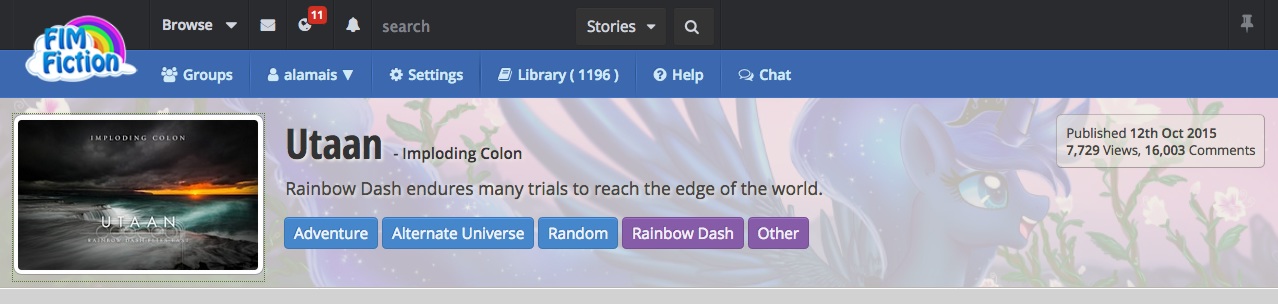 FIM
Fiction
Browse
11
search
Stories
Groups
alamais
Settings
Library ( 1196 )
Help
Chat
IMPLODING COLON
UTAAN
Utaan - Imploding Colon
Rainbow Dash endures many trials to reach the edge of the world.
Adventure
Alternate Universe
Random
Rainbow Dash
Other
Published 12th Oct 2015
7,729 Views, 16,003 Comments